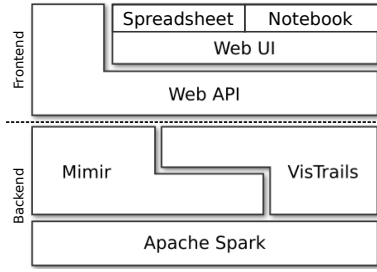 Spreadsheet Notebook
Web UI
Frontend
Web API
Backend
Mimir VisTrails
Apache Spark